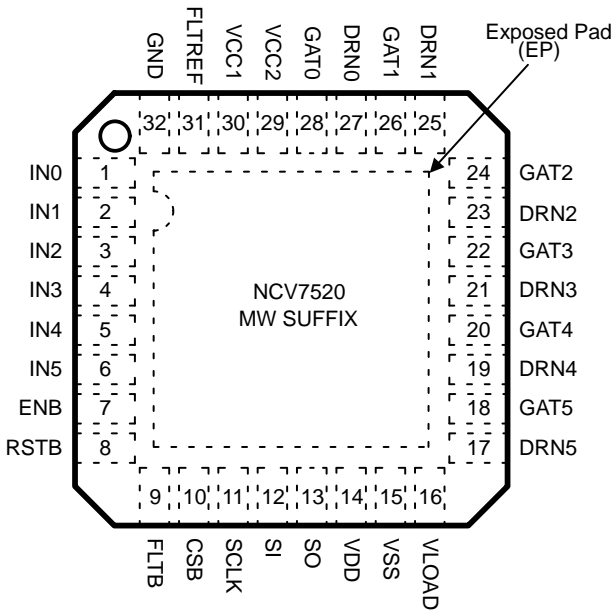 GND
FLTREF
VCC1
VCC2
GAT0
DRN0
GAT1
DRN1
Exposed Pad
(EP)
32 31 30 29 28 27 26 25
IN0 1
IN1 2
IN2 3
IN3 4
IN4 5
IN5 6
ENB 7
RSTB 8
NCV7520
MW SUFFIX
24 GAT2
23 DRN2
22 GAT3
21 DRN3
20 GAT4
19 DRN4
18 GAT5
17 DRN5
9 10 11 12 13 14 15 16
FLTB
CSB
SCLK
SI
SO
VDD
VSS
VLOAD